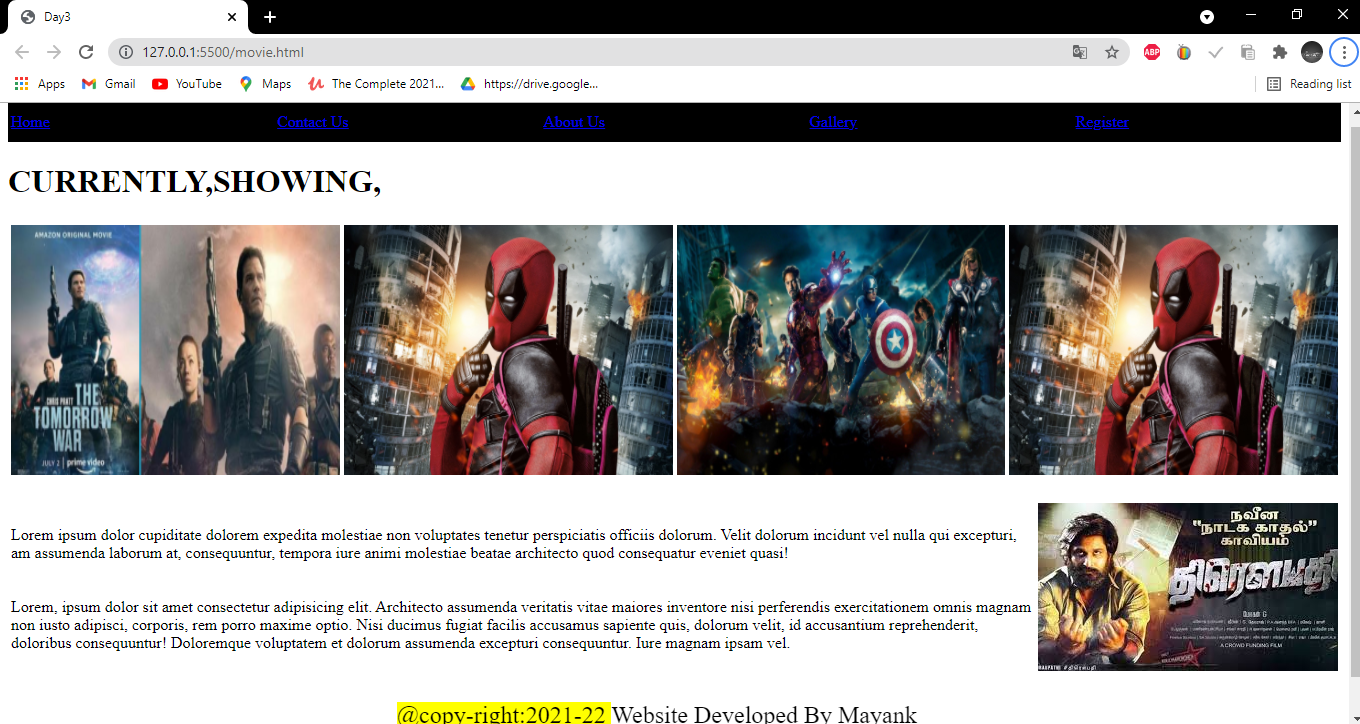 Day3
127.0.0.1:5500/movie.html
ABP
Apps Gmail YouTube Maps The Complete 2021... https://drive.google... Reading list
Home Contact Us About Us Gallery Register
CURRENTLY,SHOWING,
AMAZON ORIGINAL MOVIE
CHRIS PRATT
THE
TOMORROW
WAR
JULY 2 | prime video
Lorem ipsum dolor cupiditate dolorem expedita molestiae non voluptates tenetur perspiciatis officiis dolorum. Velit dolorum incidunt vel nulla qui excepturi,
am assumenda laborum at, consequuntur, tempora iure animi molestiae beatae architecto quod consequatur eveniet quasi!
Lorem, ipsum dolor sit amet consectetur adipisicing elit. Architecto assumenda veritatis vitae maiores inventore nisi perferendis exercitationem omnis magnam
non iusto adipisci, corporis, rem porro maxime optio. Nisi ducimus fugiat facilis accusamus sapiente quis, dolorum velit, id accusantium reprehenderit,
doloribus consequuntur! Doloremque voluptatem et dolorum assumenda excepturi consequuntur. Iure magnam ipsam vel.
நவீன
"நாடக காதல்"
காவியம்
திரௌபதி
மோகன் G
A CROWD FUNDING FILM
#திரௌபதி
@copy-right:2021-22 Website Developed By Mayank